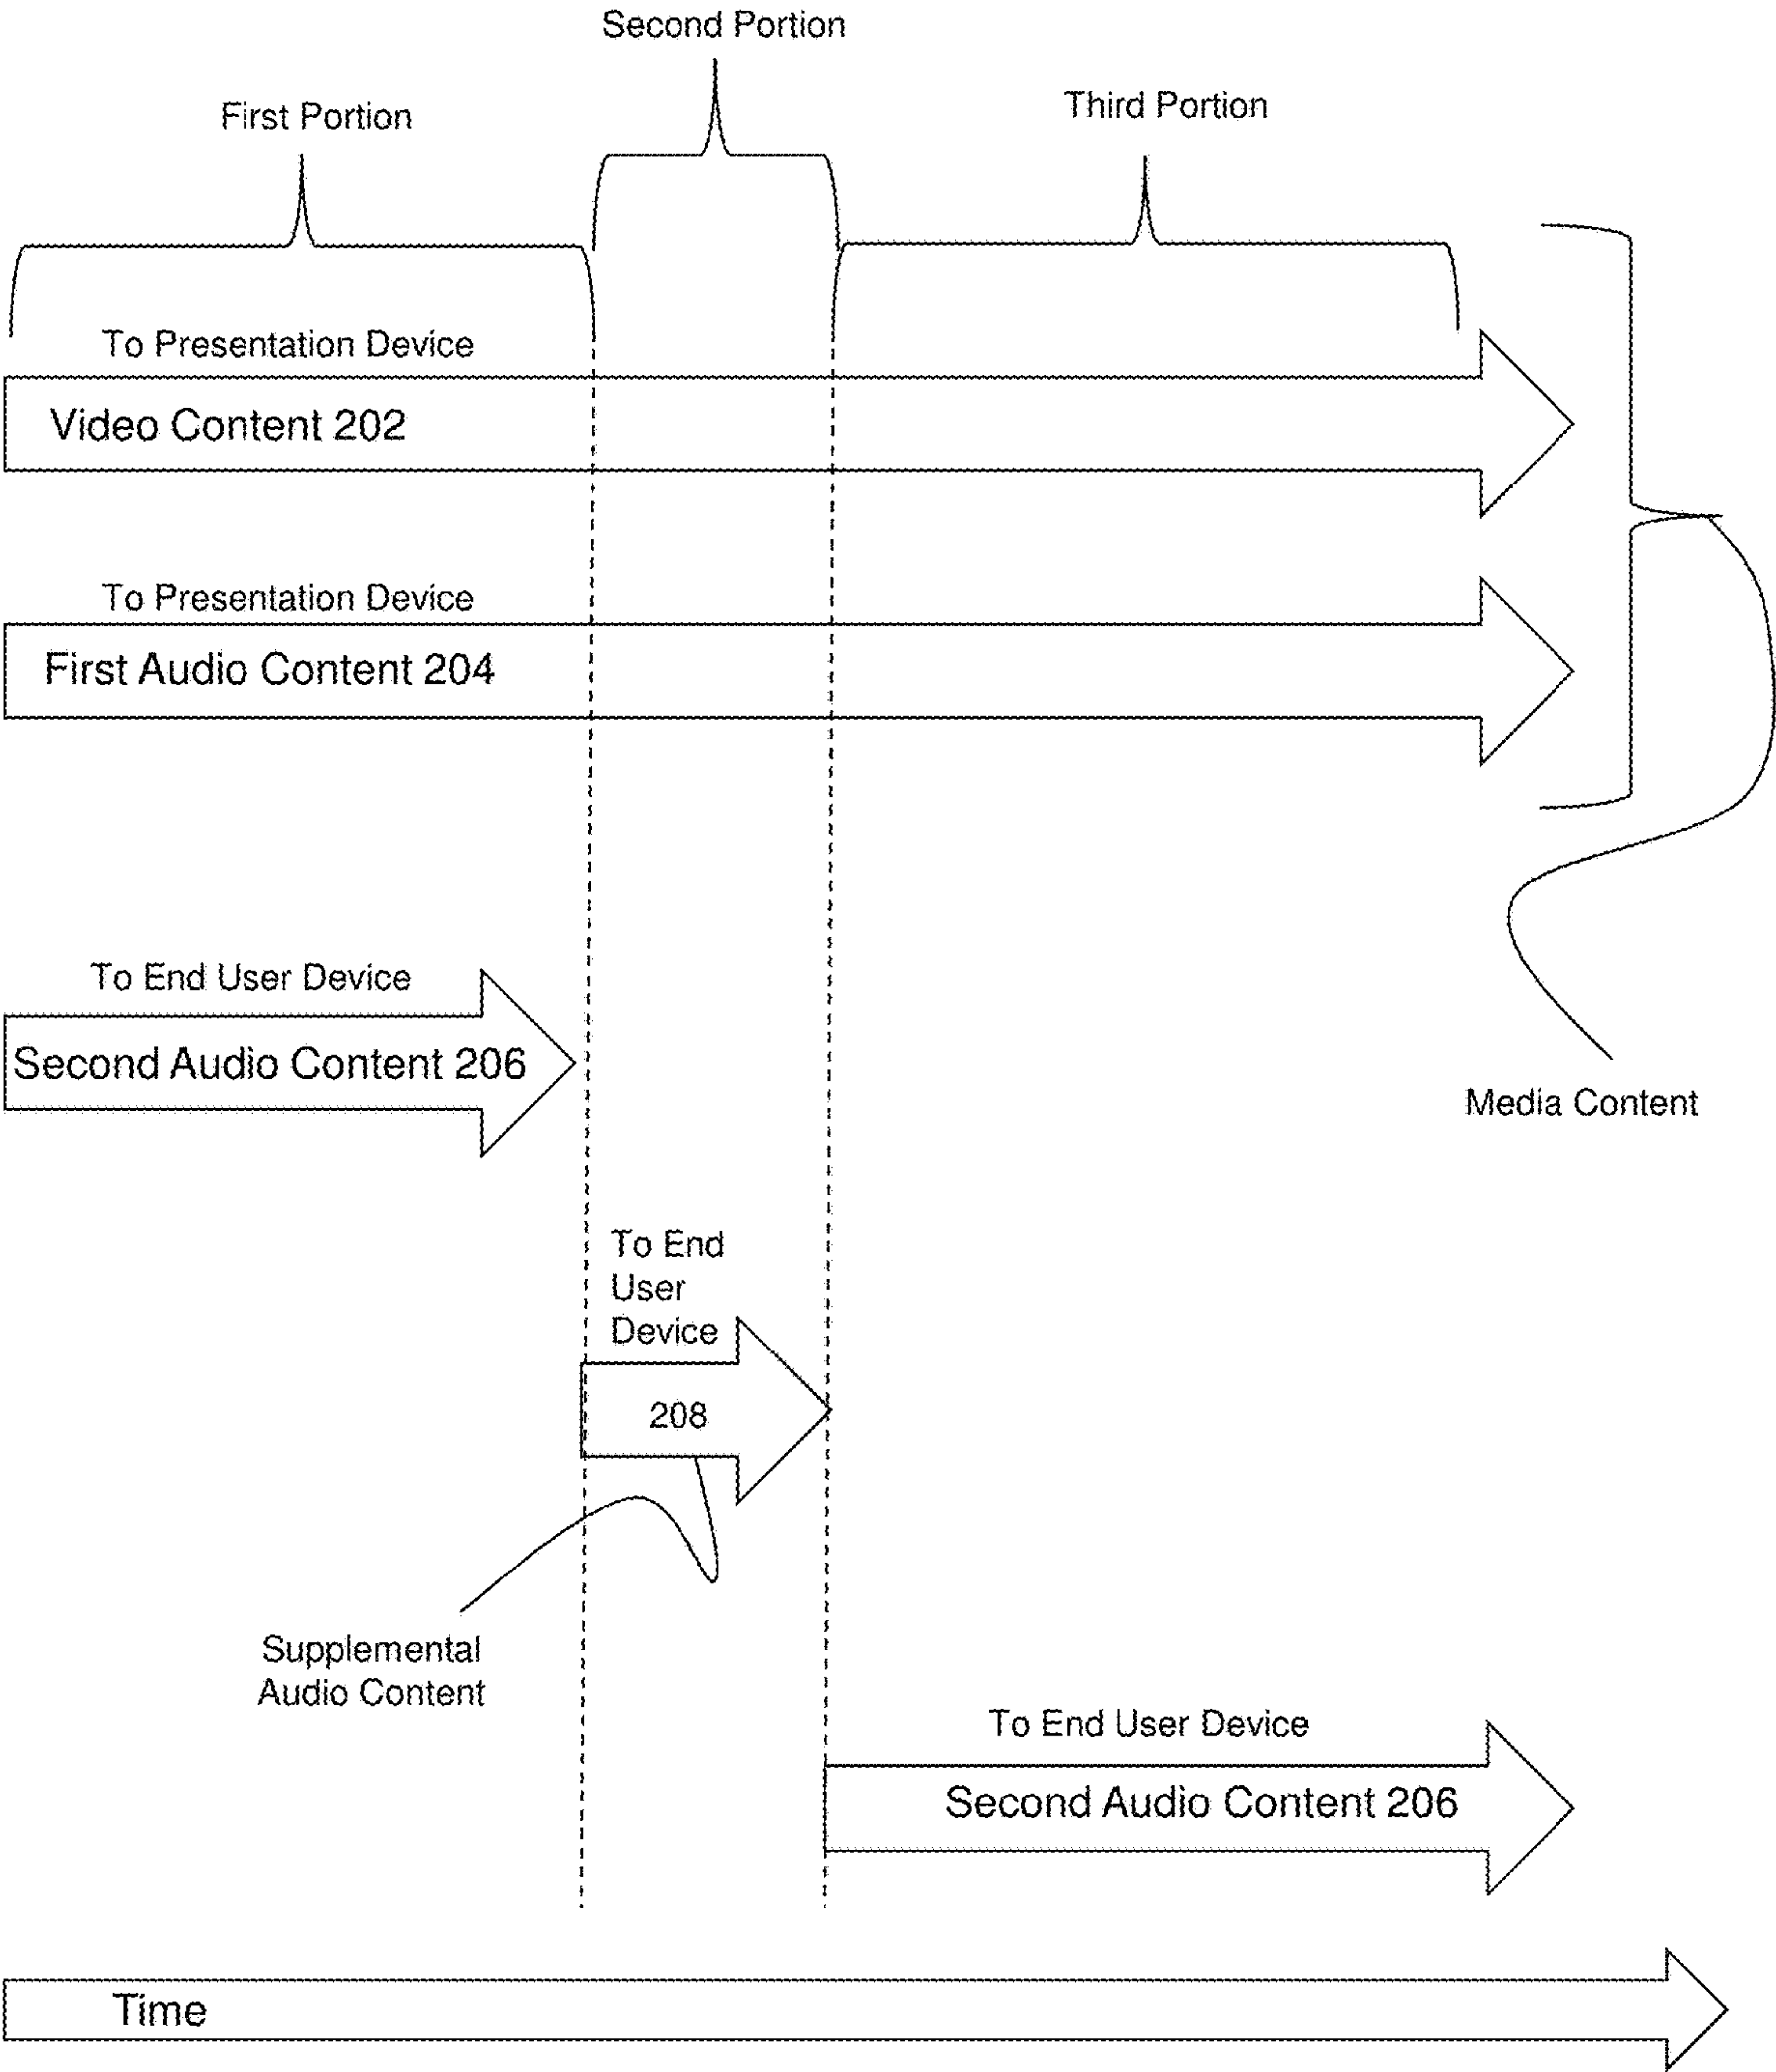 Second Portion
First Portion
Third Portion
To Presentation Device
Video Content 202
To Presentation Device
First Audio Content 204
To End User Device
Second Audio Content 206
Media Content
To End
User
Device
208
Supplemental
Audio Content
To End User Device
Second Audio Content 206
Time